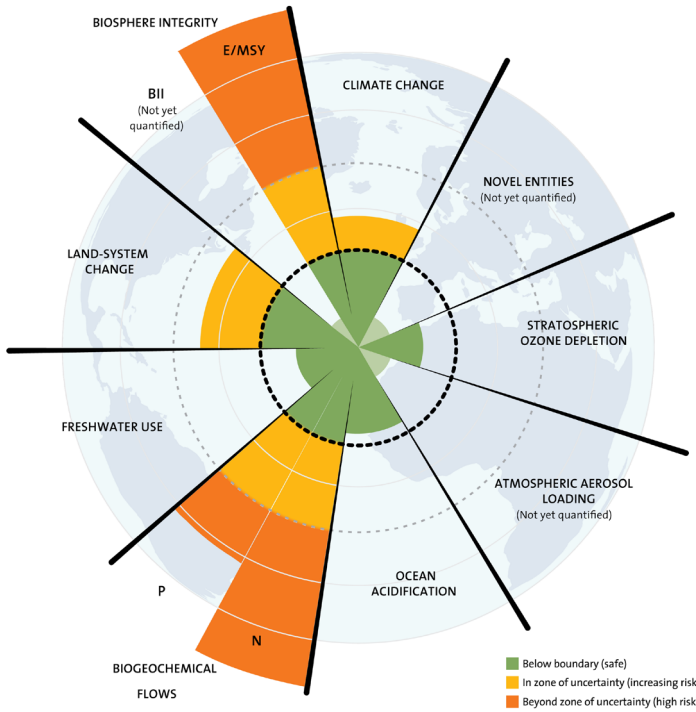 BIOSPHERE INTEGRITY
E/MSY
CLIMATE CHANGE
BII
(Not yet
quantified)
NOVEL ENTITIES
(Not yet quantified)
LAND-SYSTEM
CHANGE
STRATOSPHERIC
OZONE DEPLETION
FRESHWATER USE
ATMOSPHERIC AEROSOL
LOADING
(Not yet quantified)
OCEAN
ACIDIFICATION
P
N
BIOGEOCHEMICAL
FLOWS
Below boundary (safe)
In zone of uncertainty (increasing risk
Beyond zone of uncertainty (high risk